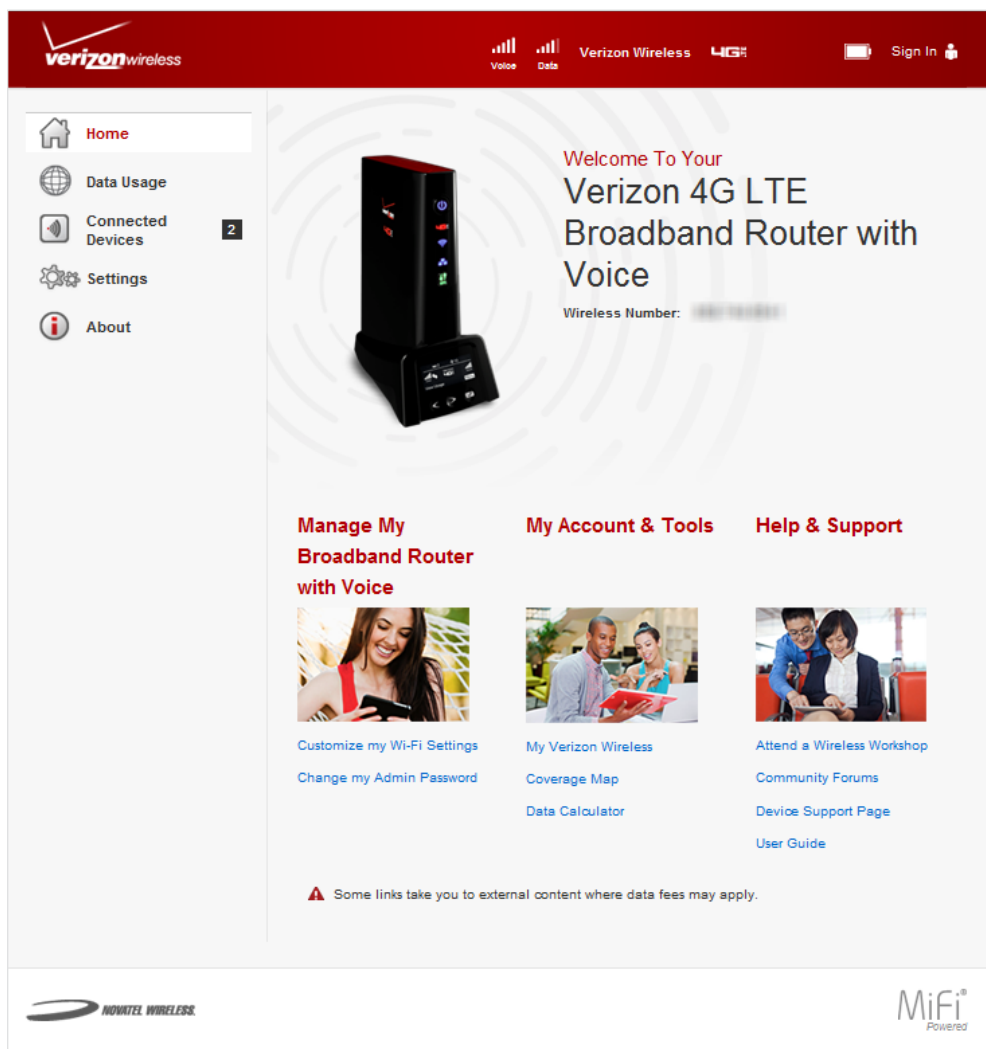 verizonwireless
Voice
Data
Verizon Wireless
4G LTE
Sign In
Home
Data Usage
Connected
Devices
2
Settings
About
Welcome To Your
Verizon 4G LTE
Broadband Router with
Voice
Wireless Number:
Manage My
Broadband Router
with Voice
My Account & Tools
Help & Support
Customize my Wi-Fi Settings
Change my Admin Password
My Verizon Wireless
Coverage Map
Data Calculator
Attend a Wireless Workshop
Community Forums
Device Support Page
User Guide
Some links take you to external content where data fees may apply.
NOVATEL WIRELESS.
MiFi®
Powered